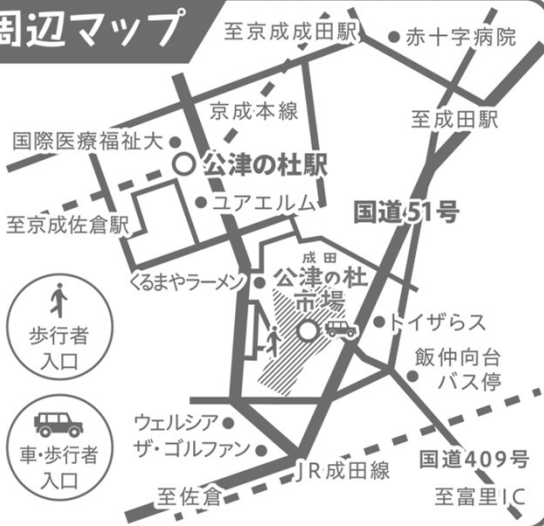 周辺マップ
至京成成田駅
赤十字病院
京成本線
至成田駅
国際医療福祉大
公津の杜駅
ユアエルム
国道51号
至京成佐倉駅
成田
公津の杜
市場
くるまやラーメン
トイザらス
歩行者
入口
飯仲向台
バス停
ウェルシア
ザ・ゴルファン
車・歩行者
入口
JR成田線
国道409号
至佐倉
至富里IC